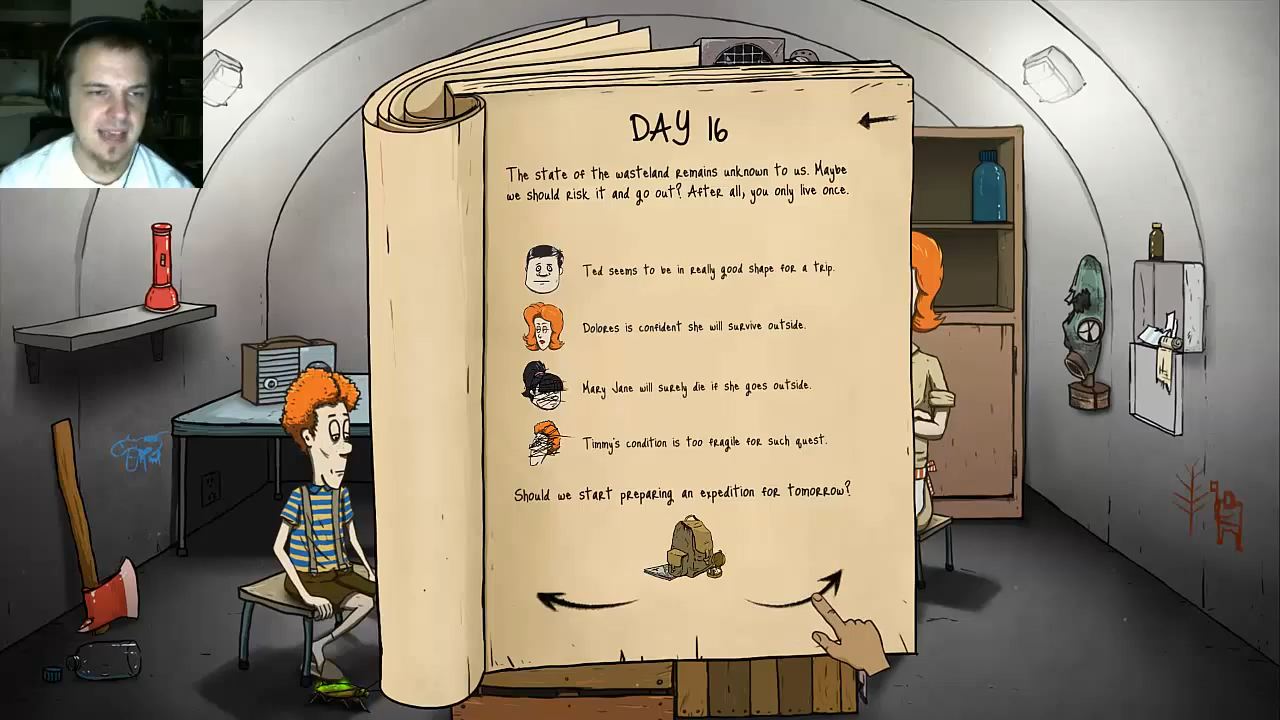 DAY 16
The state of the wasteland remains unknown to us. Maybe
we should risk it and go out? After all, you only live once.
Ted seems to be in really good shape for a trip.
Dolores is confident she will survive outside.
Mary Jane will surely die if she goes outside.
Timmy's condition is too fragile for such quest.
Should we start preparing an expedition for tomorrow?